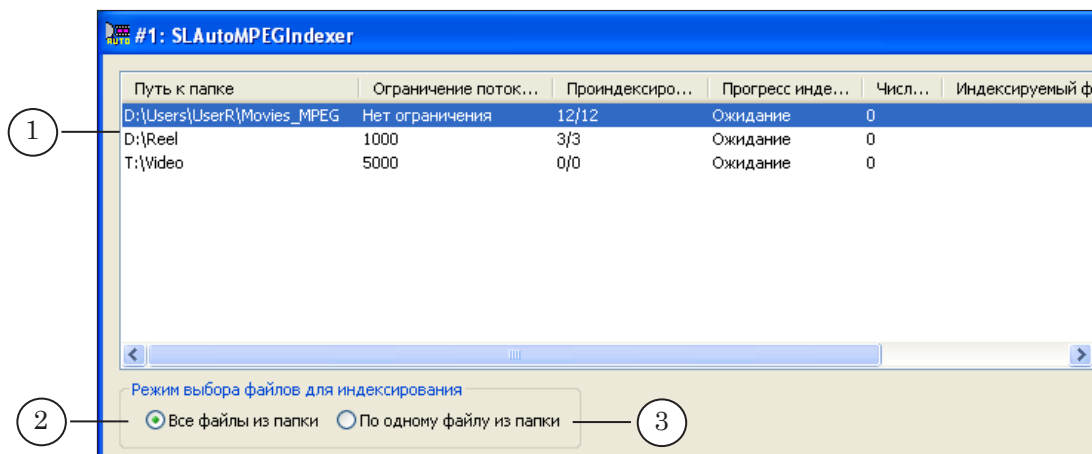 AUTO #1: SLAutoMPEGIndexer
Путь к папке Ограничение поток... Проиндексиро... Прогресс инде... Числ... Индексируемый ф
D:\Users\UserR\Movies_MPEG Нет ограничения 12/12 Ожидание 0
1
D:\Reel 1000 3/3 Ожидание 0
T:\Video 5000 0/0 Ожидание 0
Режим выбора файлов для индексирования
2 Все файлы из папки По одному файлу из папки 3